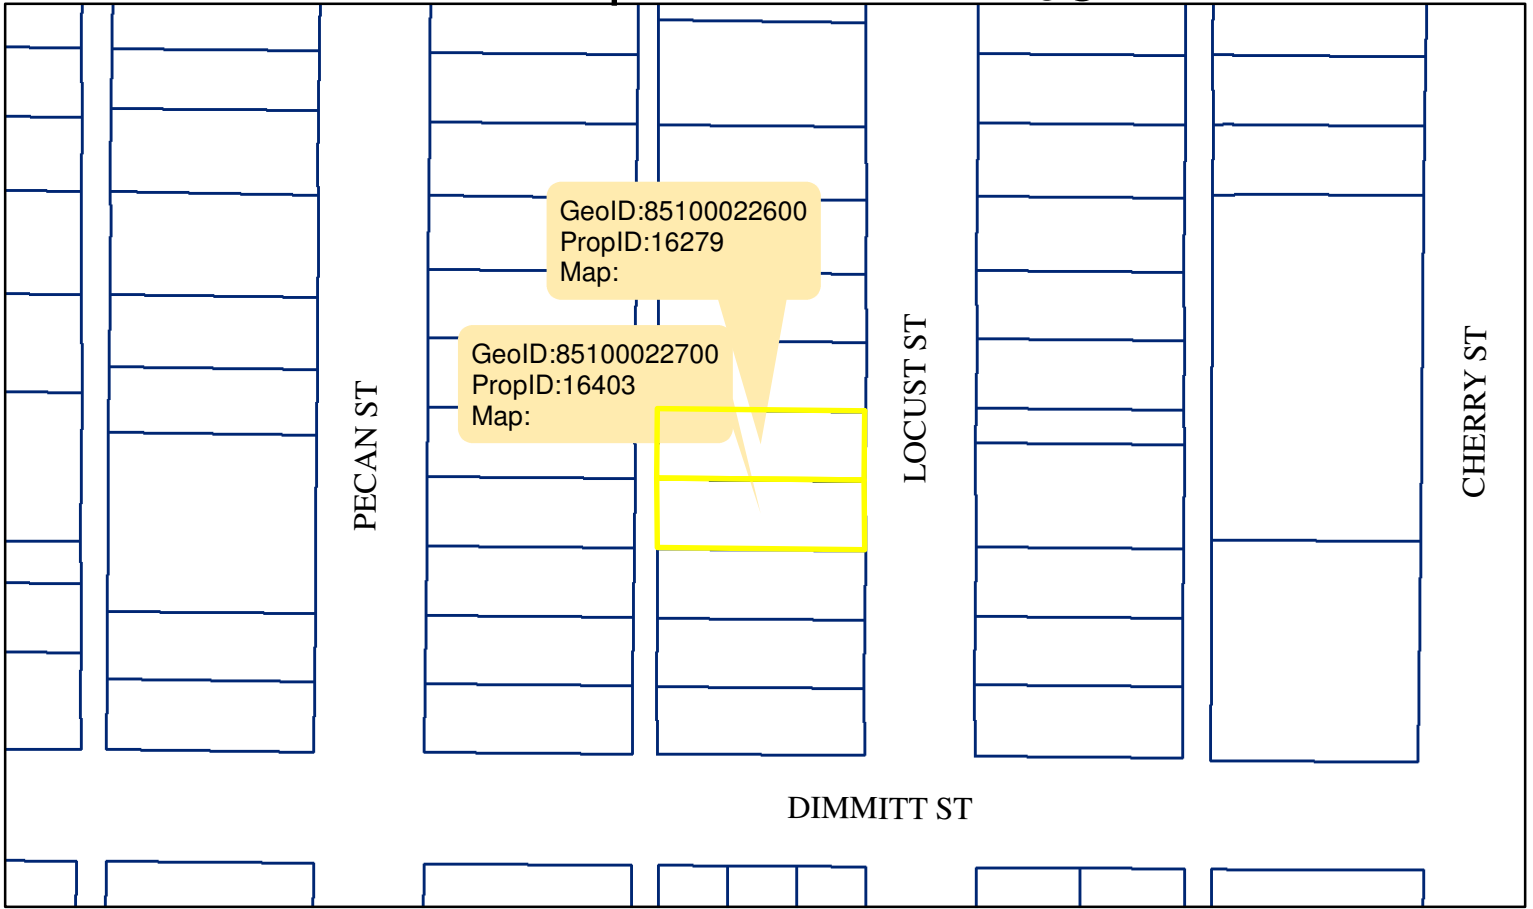 GeoID:85100022600
PropID:16279
Map:
GeoID:85100022700
PropID:16403
Map:
PECAN ST
LOCUST ST
CHERRY ST
DIMMITT ST